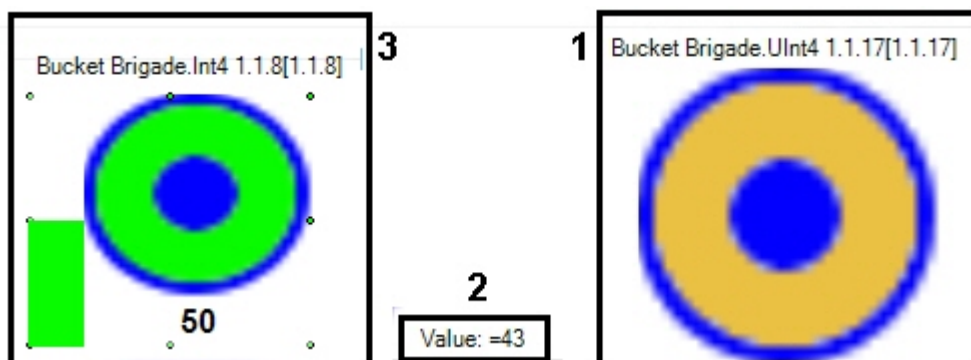 Bucket Brigade.Int4 1.1.8[1.1.8]
3
50
2
Value: =43
1
Bucket Brigade.UInt4 1.1.17[1.1.17]